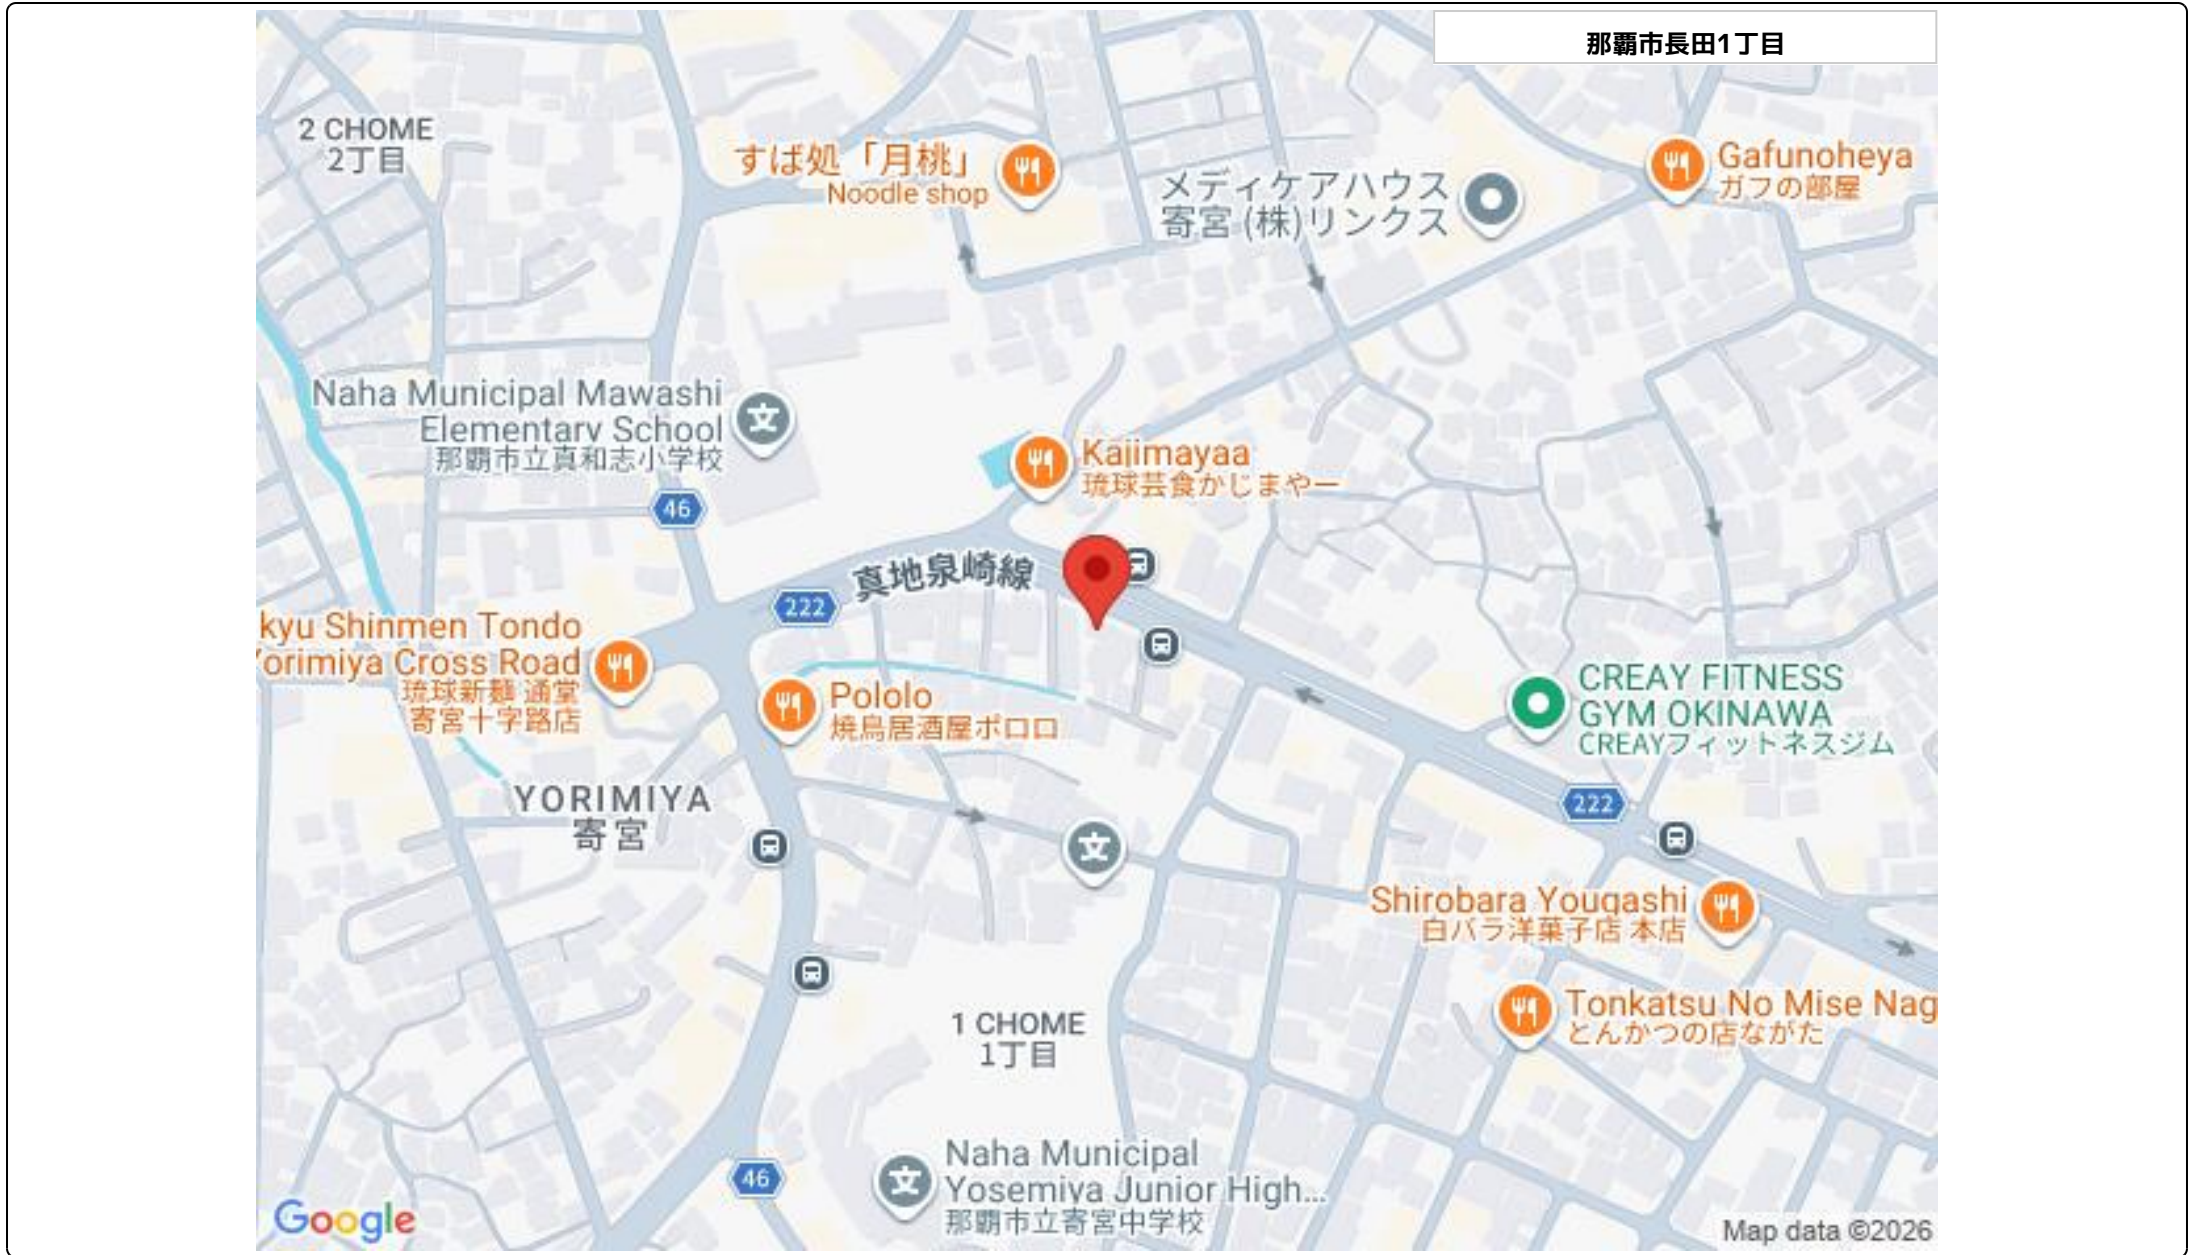 那覇市長田1丁目
2 CHOME
2丁目
すば処「月桃」
Noodle shop
メディケアハウス
寄宮 (株)リンクス
Gafunoheya
ガフの部屋
Naha Municipal Mawashi
Elementary School
那覇市立真和志小学校
Kajimayaa
琉球芸食かじまやー
46
真地泉崎線
222
kyu Shinmen Tondo
Yorimiya Cross Road
琉球新麺 通堂
寄宮十字路店
Pololo
焼鳥居酒屋ポロロ
CREAY FITNESS
GYM OKINAWA
CREAYフィットネスジム
YORIMIYA
寄宮
222
文
Shirobara Yougashi
白バラ洋菓子店 本店
Tonkatsu No Mise Nag
とんかつの店ながた
1 CHOME
1丁目
Naha Municipal
Yosemiya Junior High...
那覇市立寄宮中学校
46
Google
Map data ©2026